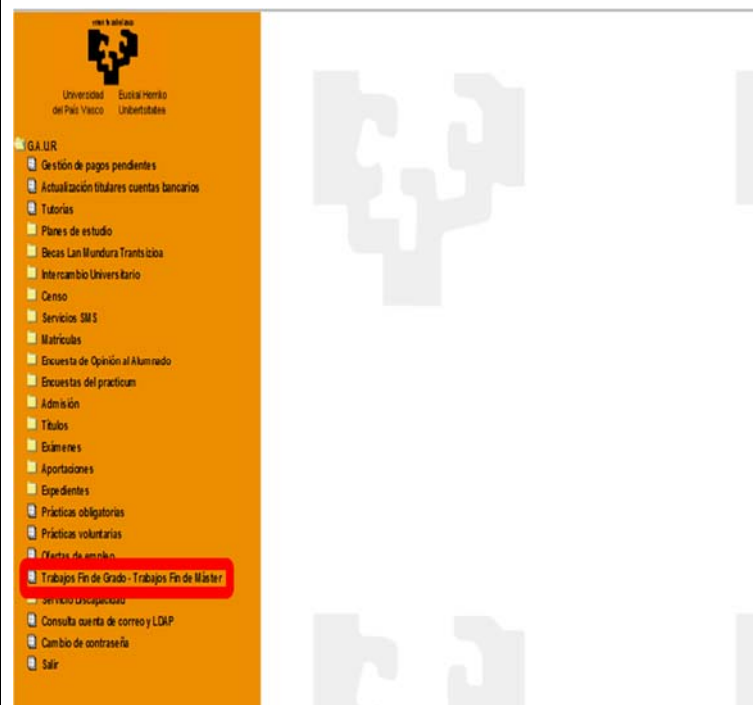 Universidad Euskal Herriko
del País Vasco Unibertsitatea
G.A.U.R
Gestión de pagos pendientes
Actualización titulares cuentas bancarios
Tutorias
Planes de estudio
Becas Lan Mundura Trantsizioa
Intercambio Universitario
Censo
Servicios SMS
Matrículas
Encuesta de Opinión al Alumnado
Encuestas del practicum
Admisión
Títulos
Exámenes
Aportaciones
Expedientes
Prácticas obligatorias
Prácticas voluntarias
Ofertas de empleo
Trabajos Fin de Grado - Trabajos Fin de Máster
Servicio Discapacidad
Consulta cuenta de correo y LDAP
Cambio de contraseña
Salir